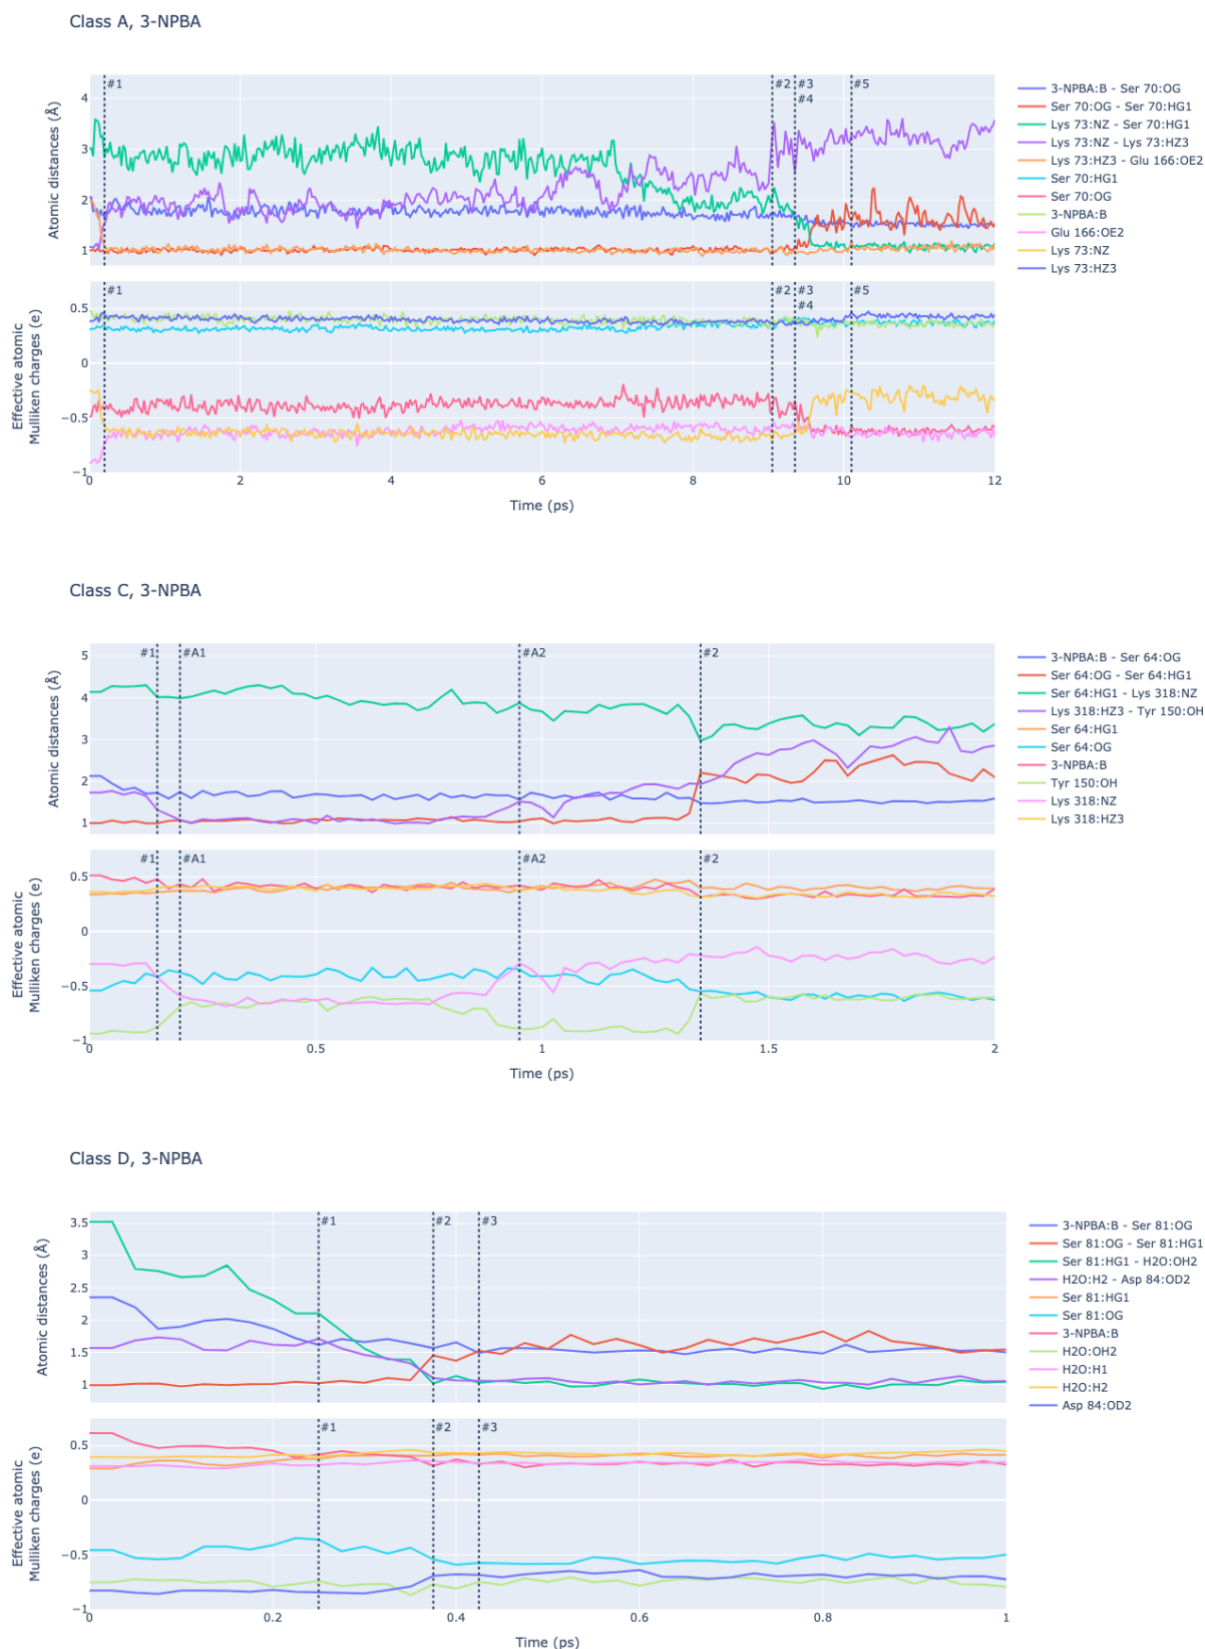 Class A, 3-NPBA
#1
#2
#3
#4
#5
4
3
2
1
Atomic distances (Å)
3-NPBA:B - Ser 70:OG
Ser 70:OG - Ser 70:HG1
Lys 73:NZ - Ser 70:HG1
Lys 73:NZ - Lys 73:HZ3
Lys 73:HZ3 - Glu 166:OE2
Ser 70:HG1
Ser 70:OG
3-NPBA:B
Glu 166:OE2
Lys 73:NZ
Lys 73:HZ3
#1
#2
#3
#4
#5
0.5
0
−0.5
−1
Effective atomic
Mulliken charges (e)
0
2
4
6
8
10
12
Time (ps)
Class C, 3-NPBA
#1
#A1
#A2
#2
5
4
3
2
1
Atomic distances (Å)
3-NPBA:B - Ser 64:OG
Ser 64:OG - Ser 64:HG1
Ser 64:HG1 - Lys 318:NZ
Lys 318:HZ3 - Tyr 150:OH
Ser 64:HG1
Ser 64:OG
3-NPBA:B
Tyr 150:OH
Lys 318:NZ
Lys 318:HZ3
#1
#A1
#A2
#2
0.5
0
−0.5
−1
Effective atomic
Mulliken charges (e)
0
0.5
1
1.5
2
Time (ps)
Class D, 3-NPBA
#1
#2
#3
3.5
3
2.5
2
1.5
1
Atomic distances (Å)
3-NPBA:B - Ser 81:OG
Ser 81:OG - Ser 81:HG1
Ser 81:HG1 - H2O:OH2
H2O:H2 - Asp 84:OD2
Ser 81:HG1
Ser 81:OG
3-NPBA:B
H2O:OH2
H2O:H1
H2O:H2
Asp 84:OD2
#1
#2
#3
0.5
0
−0.5
−1
Effective atomic
Mulliken charges (e)
0
0.2
0.4
0.6
0.8
1
Time (ps)